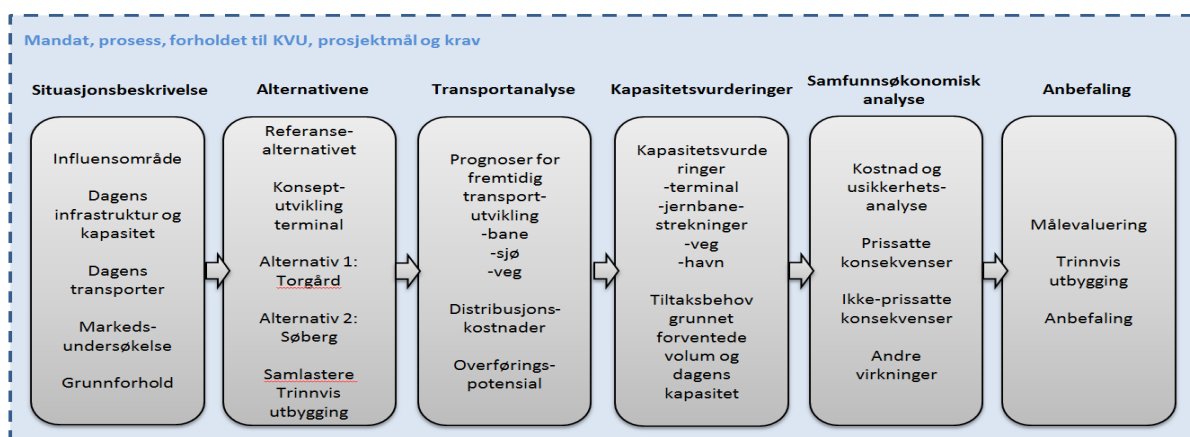 Mandat, prosess, forholdet til KVU, prosjektmål og krav
Situasjonsbeskrivelse
Influensområde
Dagens
infrastruktur og
kapasitet
Dagens
transporter
Markeds-
undersøkelse
Grunnforhold
Alternativene
Referanse-
alternativet
Konsept-
utvikling
terminal
Alternativ 1:
Torgård
Alternativ 2:
Søberg
Samlastere
Trinnvis
utbygging
Transportanalyse
Prognoser for
fremtidig
transport-
utvikling
-bane
-sjø
-veg
Distribusjons-
kostnader
Overførings-
potensial
Kapasitetsvurderinger
Kapasitetsvurde
ringer
-terminal
-jernbane-
strekninger
-veg
-havn
Tiltaksbehov
grunnet
forventede
volum og
dagens
kapasitet
Samfunnsøkonomisk
analyse
Kostnad og
usikkerhets-
analyse
Prissatte
konsekvenser
Ikke-prissatte
konsekvenser
Andre
virkninger
Anbefaling
Målevaluering
Trinnvis
utbygging
Anbefaling